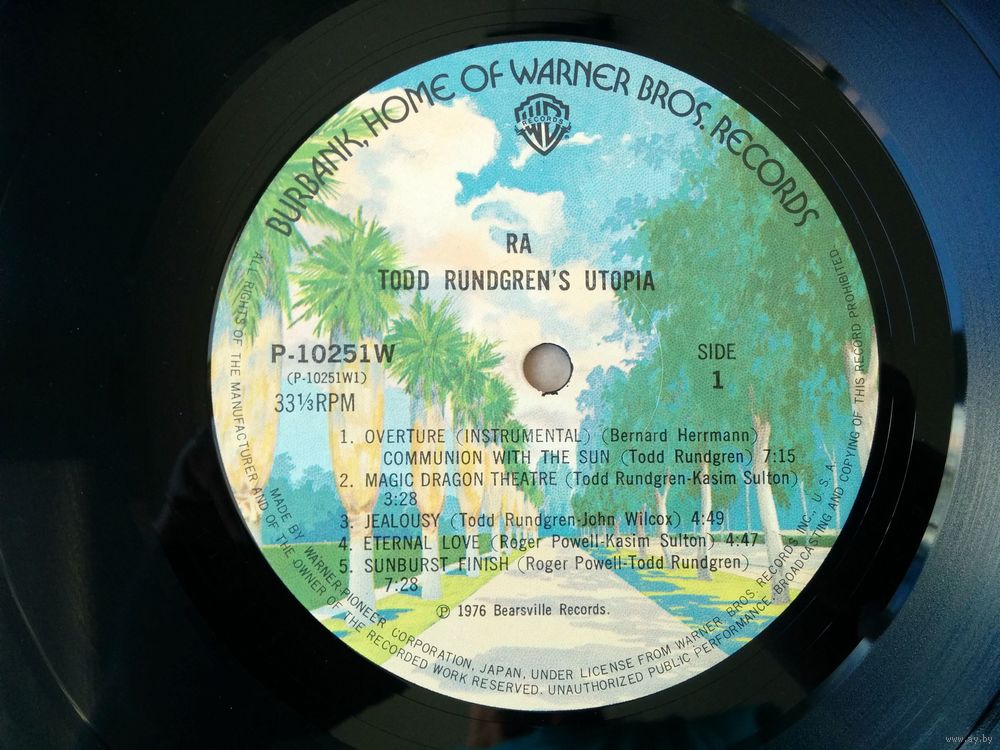 BURBANK, HOME OF WARNER BROS. RECORDS
RECORDS
RA
TODD RUNDGREN'S UTOPIA
P-10251W
(P-10251W1)
33⅓RPM
SIDE
1
1. OVERTURE (INSTRUMENTAL) (Bernard Herrmann)
COMMUNION WITH THE SUN (Todd Rundgren) 7:15
2. MAGIC DRAGON THEATRE (Todd Rundgren-Kasim Sulton)
3:28
3. JEALOUSY (Todd Rundgren-John Wilcox) 4:49
4. ETERNAL LOVE (Roger Powell-Kasim Sulton) 4:47
5. SUNBURST FINISH (Roger Powell-Todd Rundgren)
7:28
℗ 1976 Bearsville Records.
MADE BY WARNER-PIONEER CORPORATION, JAPAN, UNDER LICENSE FROM WARNER BROS. RECORDS INC., U.S.A.
ALL RIGHTS OF THE MANUFACTURER AND OF THE OWNER OF THE RECORDED WORK RESERVED. UNAUTHORIZED PUBLIC PERFORMANCE, BROADCASTING AND COPYING OF THIS RECORD PROHIBITED
www.ay.by